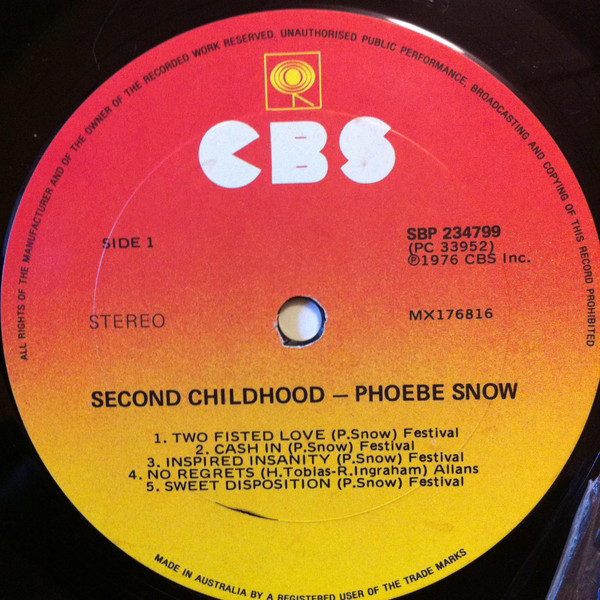 ALL RIGHTS OF THE MANUFACTURER AND OF THE OWNER OF THE RECORDED WORK RESERVED. UNAUTHORISED PUBLIC PERFORMANCE, BROADCASTING AND COPYING OF THIS RECORD PROHIBITED
CBS
SIDE 1
SBP 234799
(PC 33952)
℗1976 CBS Inc.
STEREO
MX176816
SECOND CHILDHOOD — PHOEBE SNOW
1. TWO FISTED LOVE (P.Snow) Festival
2. CASH IN (P.Snow) Festival
3. INSPIRED INSANITY (P.Snow) Festival
4. NO REGRETS (H.Tobias-R.Ingraham) Allans
5. SWEET DISPOSITION (P.Snow) Festival
MADE IN AUSTRALIA BY A REGISTERED USER OF THE TRADE MARKS